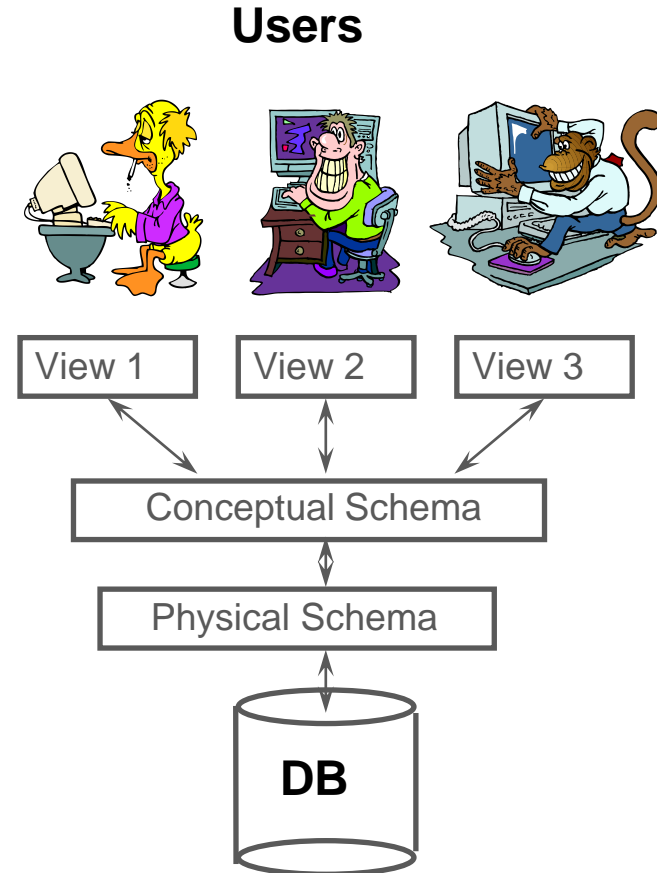 Users
View 1 View 2 View 3
Conceptual Schema
Physical Schema
DB